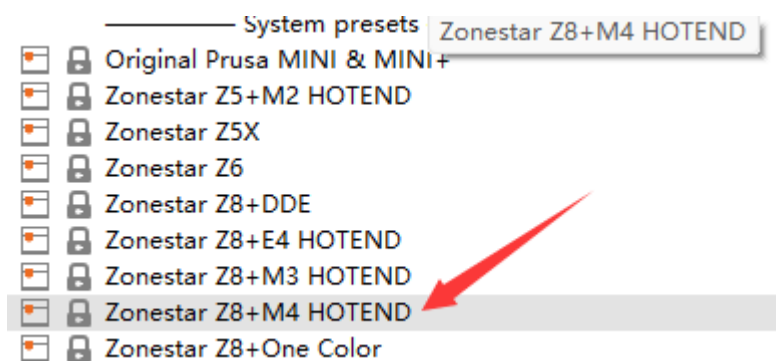 System presets
Zonestar Z8+M4 HOTEND
Original Prusa MINI & MINI+
Zonestar Z5+M2 HOTEND
Zonestar Z5X
Zonestar Z6
Zonestar Z8+DDE
Zonestar Z8+E4 HOTEND
Zonestar Z8+M3 HOTEND
Zonestar Z8+M4 HOTEND
Zonestar Z8+One Color